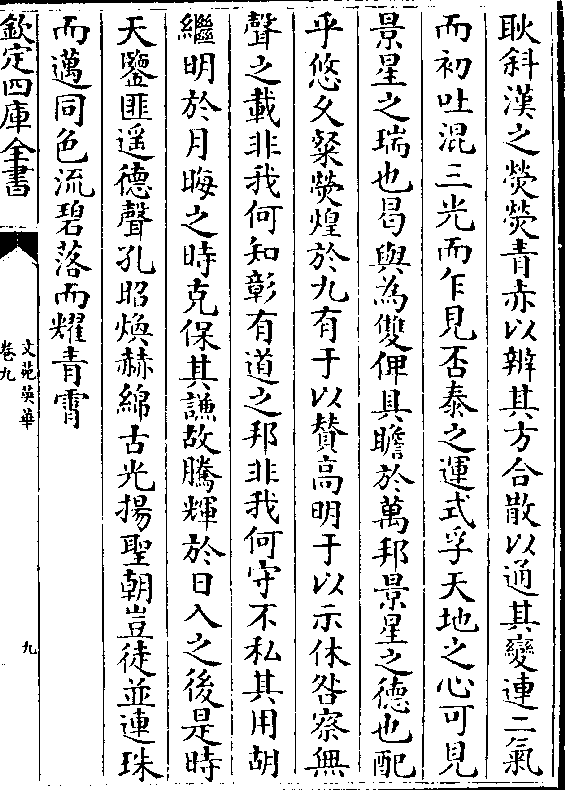 耿斜漢之熒熒青赤以辨其方合散以通其變連二氣
而初吐混三光而乍見否泰之運式孚天地之心可見
景星之瑞也曷與為雙俾具瞻於萬邦景星之德也配
乎悠久粲熒煌於九有于以贊高明于以示休咎察無
聲之載非我何知彰有道之邦非我何守不私其用胡
繼明於月晦之時克保其謙故騰輝於日入之後是時
天鑒匪遥德聲孔昭煥赫綿古光揚聖朝豈徒並連珠
而邁同色流碧落而耀青霄
欽定四庫全書
文苑英華
卷九
九